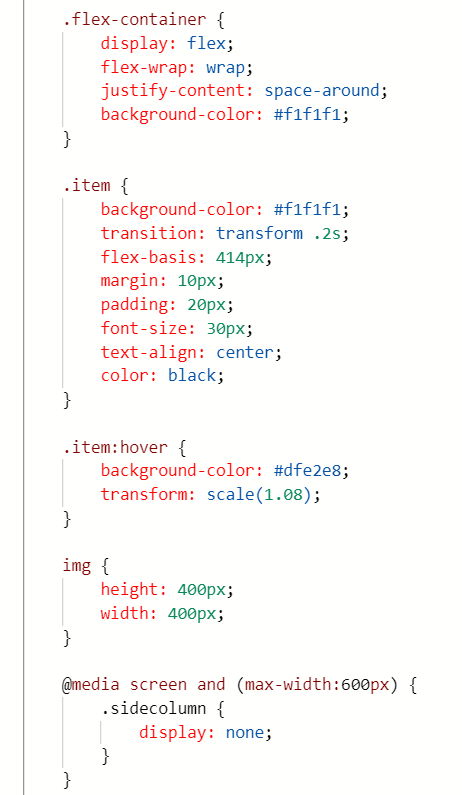 .flex-container {
    display: flex;
    flex-wrap: wrap;
    justify-content: space-around;
    background-color: #f1f1f1;
}

.item {
    background-color: #f1f1f1;
    transition: transform .2s;
    flex-basis: 414px;
    margin: 10px;
    padding: 20px;
    font-size: 30px;
    text-align: center;
    color: black;
}

.item:hover {
    background-color: #dfe2e8;
    transform: scale(1.08);
}

img {
    height: 400px;
    width: 400px;
}

@media screen and (max-width:600px) {
    .sidecolumn {
        display: none;
    }
}